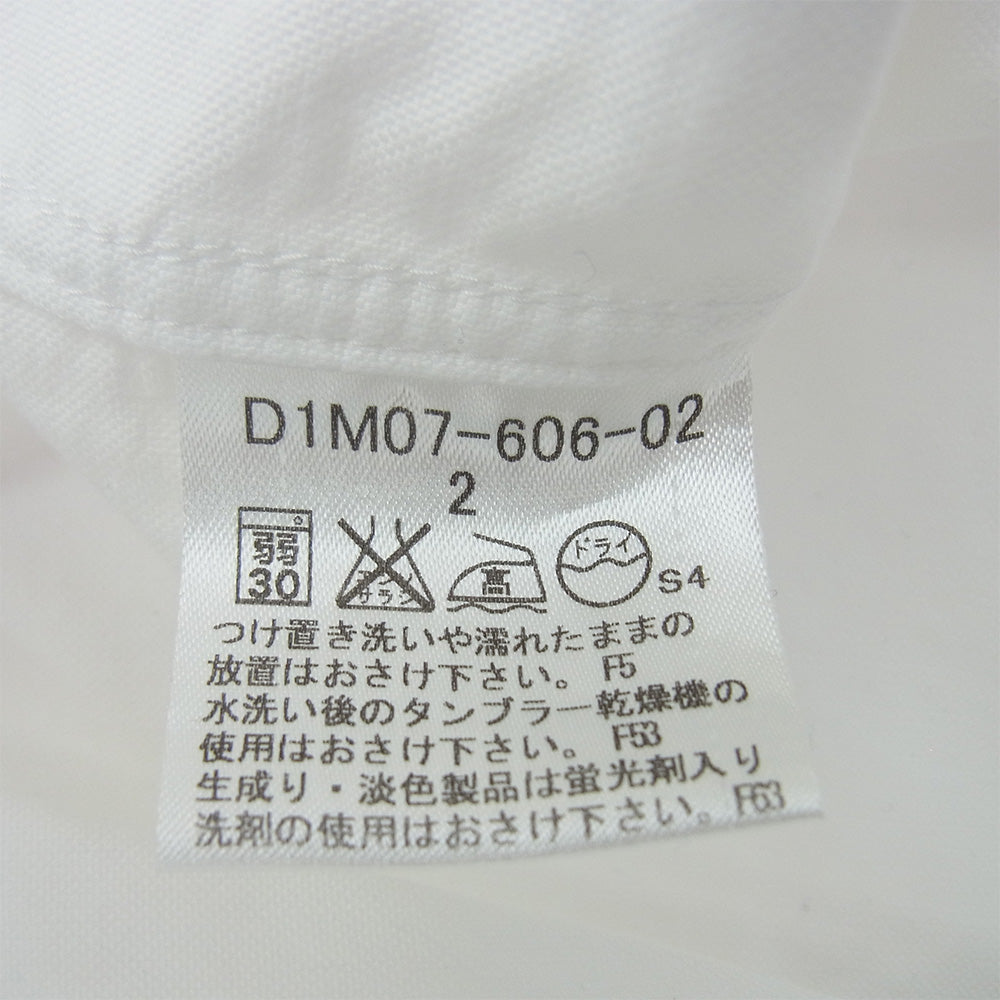 D1M07-606-02
2
弱 30 エンソ サラシ 高 ドライ S4
つけ置き洗いや濡れたままの
放置はおさけ下さい。 F5
水洗い後のタンブラー乾燥機の
使用はおさけ下さい。 F53
生成り・淡色製品は蛍光剤入り
洗剤の使用はおさけ下さい。 F63